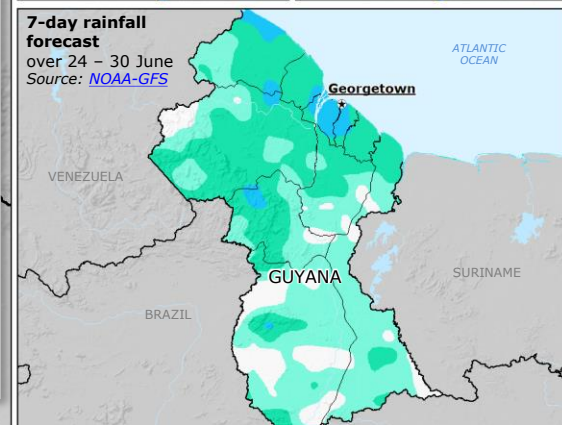 7-day rainfall
forecast
over 24 – 30 June
Source: NOAA-GFS
ATLANTIC
OCEAN
Georgetown
VENEZUELA
GUYANA
SURINAME
BRAZIL